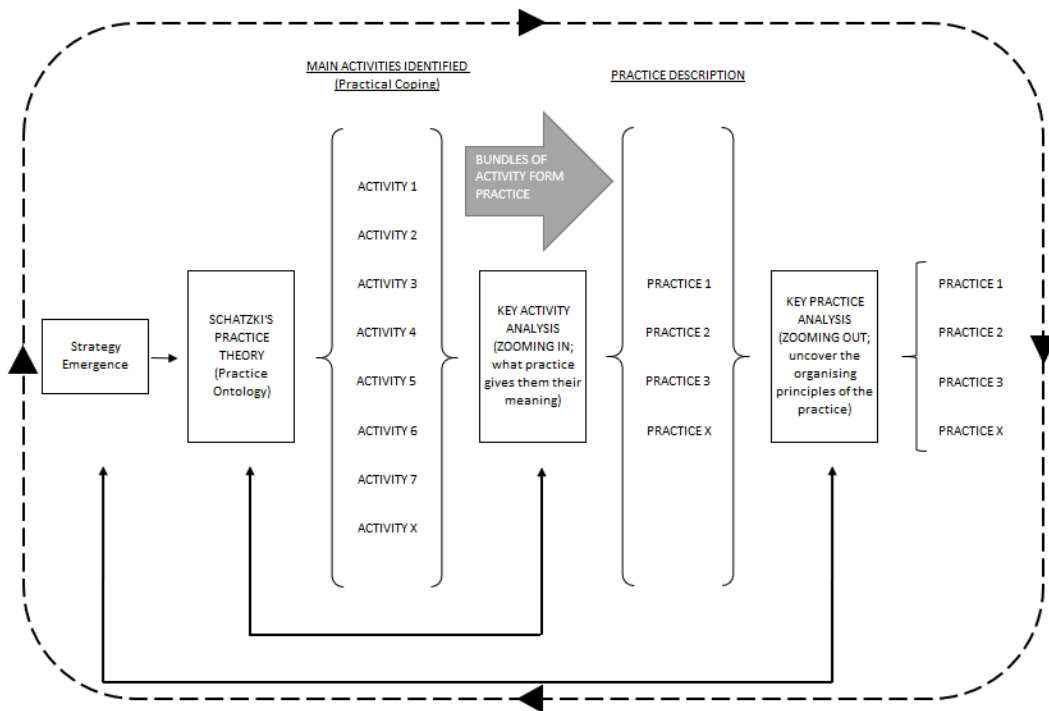 MAIN ACTIVITIES IDENTIFIED
(Practical Coping)
PRACTICE DESCRIPTION
BUNDLES OF
ACTIVITY FORM
PRACTICE
Strategy
Emergence
SCHATZKI'S
PRACTICE
THEORY
(Practice
Ontology)
ACTIVITY 1
ACTIVITY 2
ACTIVITY 3
ACTIVITY 4
ACTIVITY 5
ACTIVITY 6
ACTIVITY 7
ACTIVITY X
KEY ACTIVITY
ANALYSIS
(ZOOMING IN;
what practice
gives them their
meaning)
PRACTICE 1
PRACTICE 2
PRACTICE 3
PRACTICE X
KEY PRACTICE
ANALYSIS
(ZOOMING OUT;
uncover the
organising
principles of the
practice)
PRACTICE 1
PRACTICE 2
PRACTICE 3
PRACTICE X